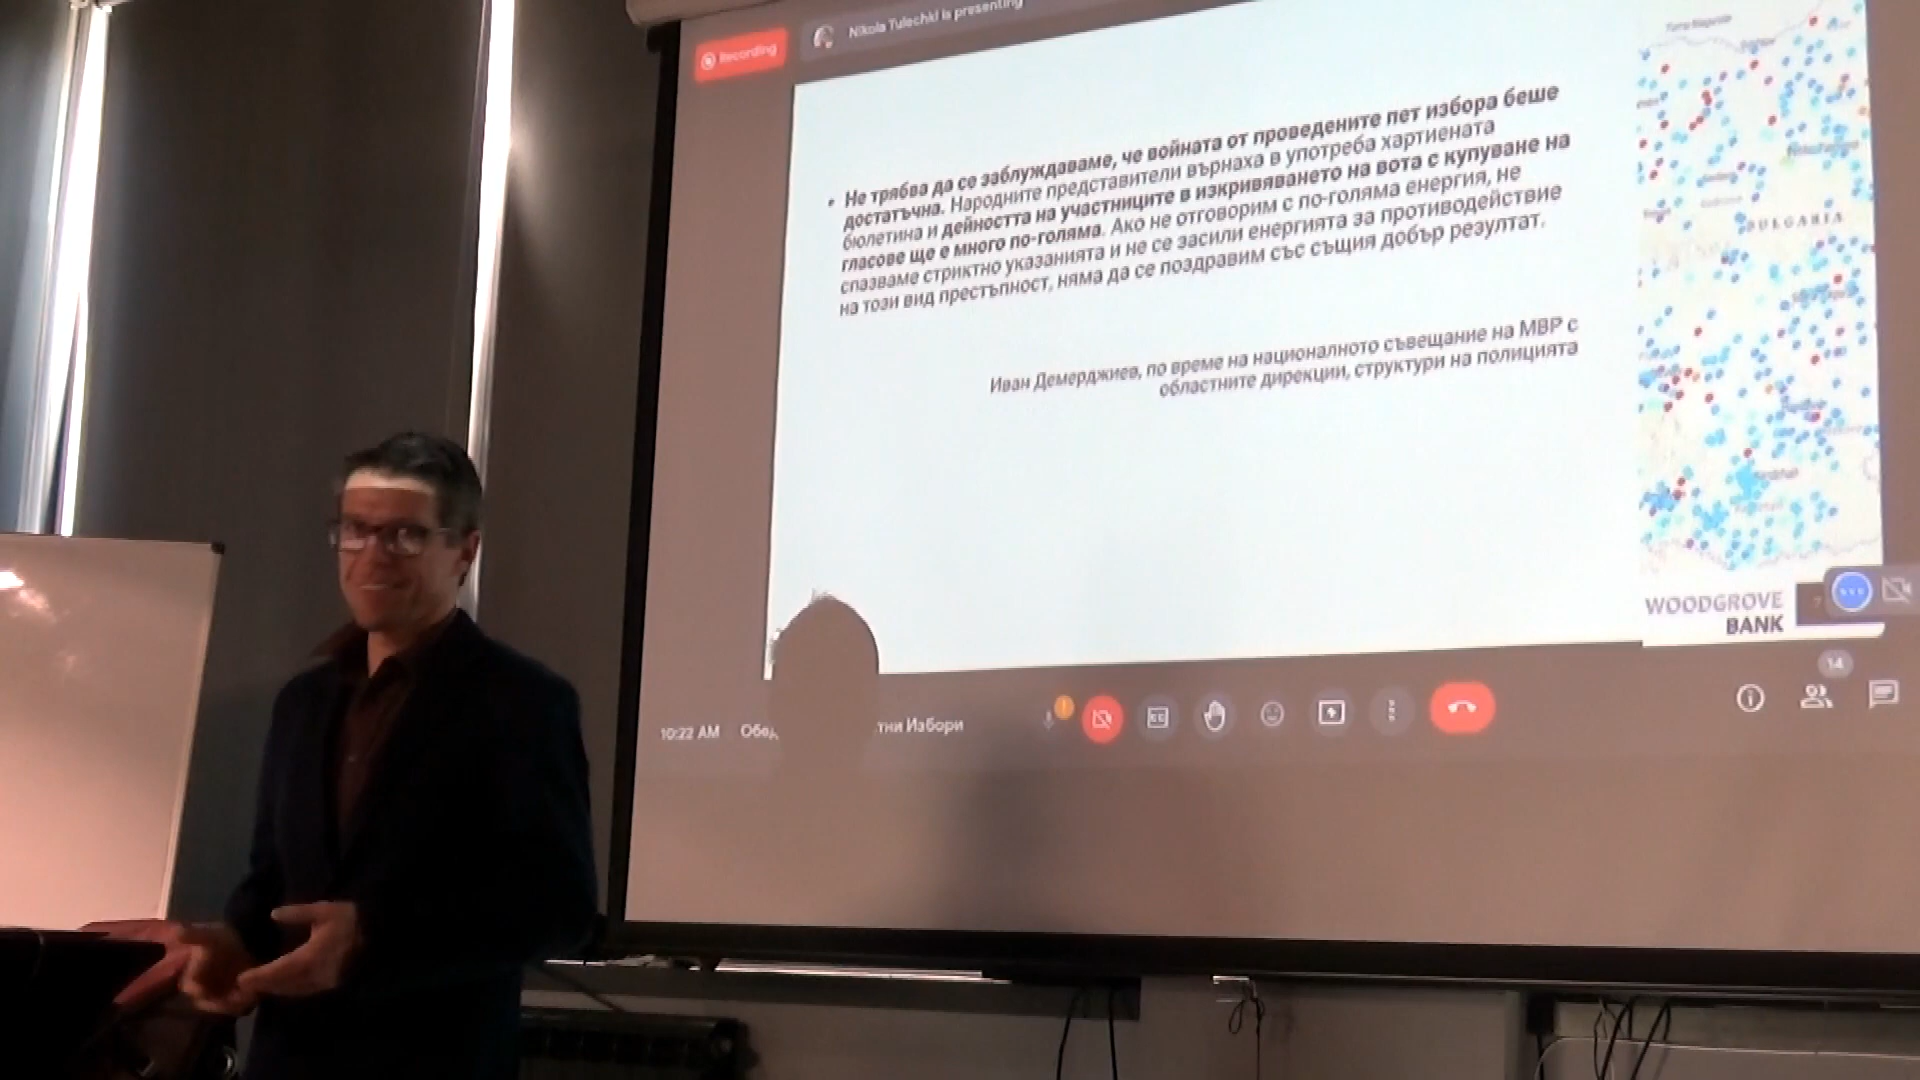 Recording
Nikola Tulechki is presenting
• Не трябва да се заблуждаваме, че войната от проведените пет избора беше
достатъчна. Народните представители върнаха в употреба хартиената
бюлетина и дейността на участниците в изкривяването на вота с купуване на
гласове ще е много по-голяма. Ако не отговорим с по-голяма енергия, не
спазваме стриктно указанията и не се засили енергията за противодействие
на този вид престъпност, няма да се поздравим със същия добър резултат.
Иван Демерджиев, по време на националното съвещание на МВР с
областните дирекции, структури на полицията
BULGARIA
WOODGROVE
BANK
14
10:22 AM
тни Избори